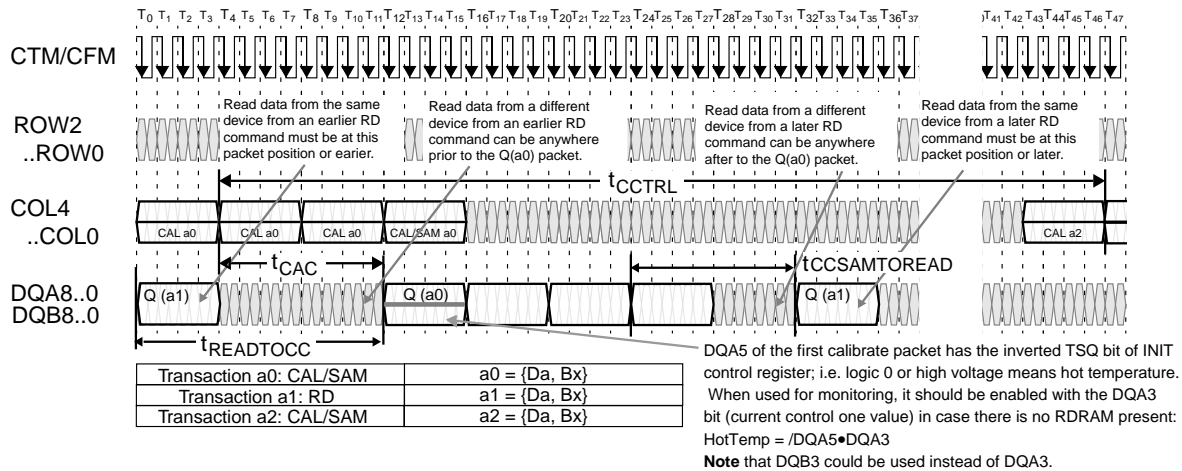 T0 T1 T2 T3 T4 T5 T6 T7 T8 T9 T10 T11 T12 T13 T14 T15 T16 T17 T18 T19 T20 T21 T22 T23 T24 T25 T26 T27 T28 T29 T30 T31 T32 T33 T34 T35 T36 T37 T41 T42 T43 T44 T45 T46 T47
CTM/CFM
Read data from the same
device from an earlier RD
command must be at this
packet position or earlier.
Read data from a different
device from an earlier RD
command can be anywhere
prior to the Q(a0) packet.
Read data from a different
device from a later RD
command can be anywhere
after to the Q(a0) packet.
Read data from the same
device from a later RD
command must be at this
packet position or later.
ROW2
..ROW0
tCCTRL
COL4
..COL0
CAL a0 CAL a0 CAL a0 CAL/SAM a0 CAL a2
tCAC
tCCSAMTOREAD
DQA8..0
DQB8..0
Q (a1) Q (a0) Q (a1)
tREADTOCC
Transaction a0: CAL/SAM a0 = {Da, Bx}
Transaction a1: RD a1 = {Da, Bx}
Transaction a2: CAL/SAM a2 = {Da, Bx}
DQA5 of the first calibrate packet has the inverted TSQ bit of INIT
control register; i.e. logic 0 or high voltage means hot temperature.
When used for monitoring, it should be enabled with the DQA3
bit (current control one value) in case there is no RDRAM present:
HotTemp = /DQA5•DQA3
Note that DQB3 could be used instead of DQA3.